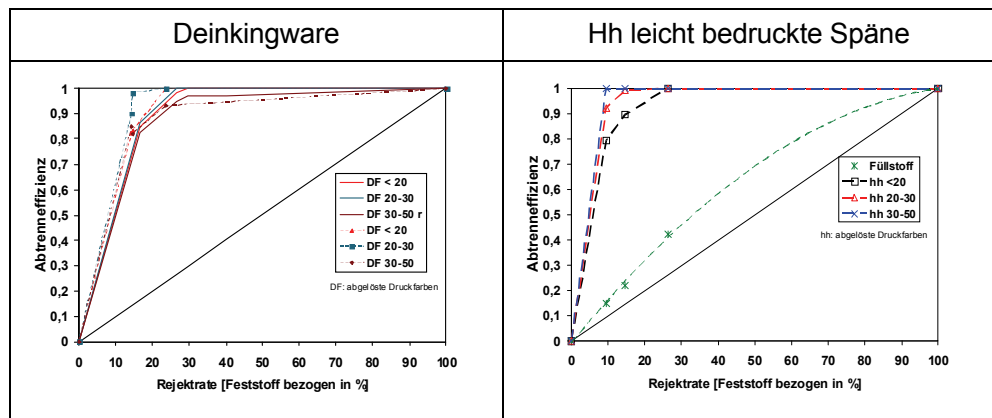 Deinkingware
Abtrenneffizienz
1
0,9
0,8
0,7
0,6
0,5
0,4
0,3
0,2
0,1
0
0 10 20 30 40 50 60 70 80 90 100
Rejektrate [Feststoff bezogen in %]
DF < 20
DF 20-30
DF 30-50 r
DF < 20
DF 20-30
DF 30-50
DF: abgelöste Druckfarben
Hh leicht bedruckte Späne
Abtrenneffizienz
1
0,9
0,8
0,7
0,6
0,5
0,4
0,3
0,2
0,1
0
0 10 20 30 40 50 60 70 80 90 100
Rejektrate [Feststoff bezogen in %]
Füllstoff
hh <20
hh 20-30
hh 30-50
hh: abgelöste Druckfarben